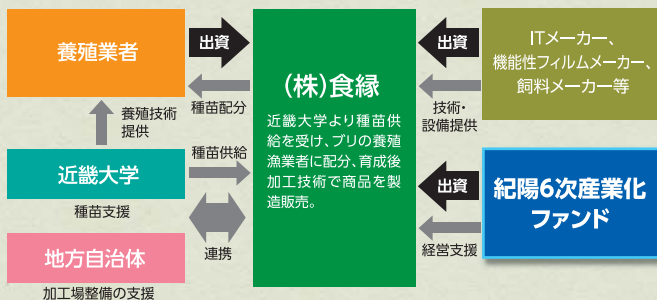 養殖業者
出資
種苗配分
養殖技術
提供
近畿大学
種苗支援
種苗供給
地方自治体
加工場整備の支援
連携
(株)食縁
近畿大学より種苗供
給を受け、ブリの養殖
漁業者に配分、育成後
加工技術で商品を製
造販売。
出資
技術・
設備提供
ITメーカー、
機能性フィルムメーカー、
飼料メーカー等
出資
経営支援
紀陽6次産業化
ファンド